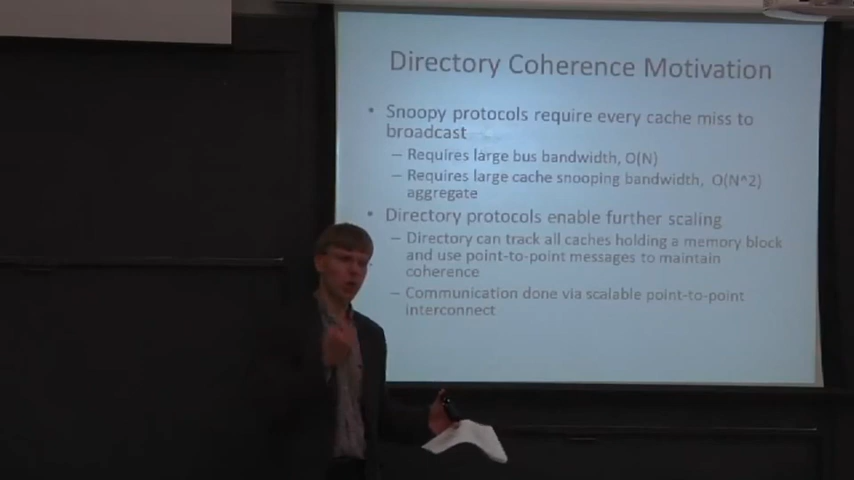 Directory Coherence Motivation
• Snoopy protocols require every cache miss to
broadcast
– Requires large bus bandwidth, O(N)
– Requires large cache snooping bandwidth, O(N^2)
aggregate
• Directory protocols enable further scaling
– Directory can track all caches holding a memory block
and use point-to-point messages to maintain
coherence
– Communication done via scalable point-to-point
interconnect